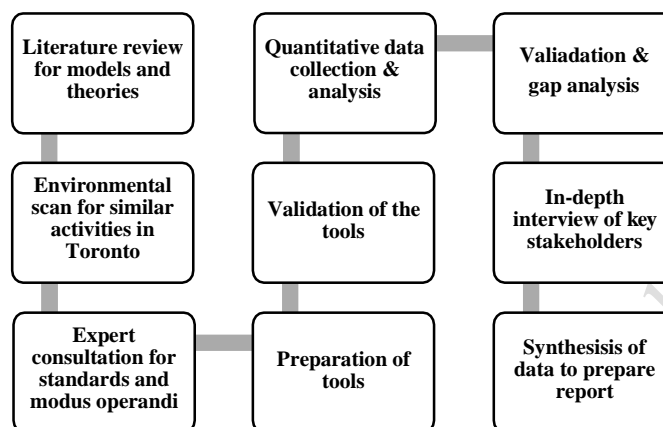 Literature review
for models and
theories
Environmental
scan for similar
activities in
Toronto
Expert
consultation for
standards and
modus operandi
Preparation of
tools
Validation of the
tools
Quantitative data
collection &
analysis
Valiadation &
gap analysis
In-depth
interview of key
stakeholders
Synthesisis of
data to prepare
report